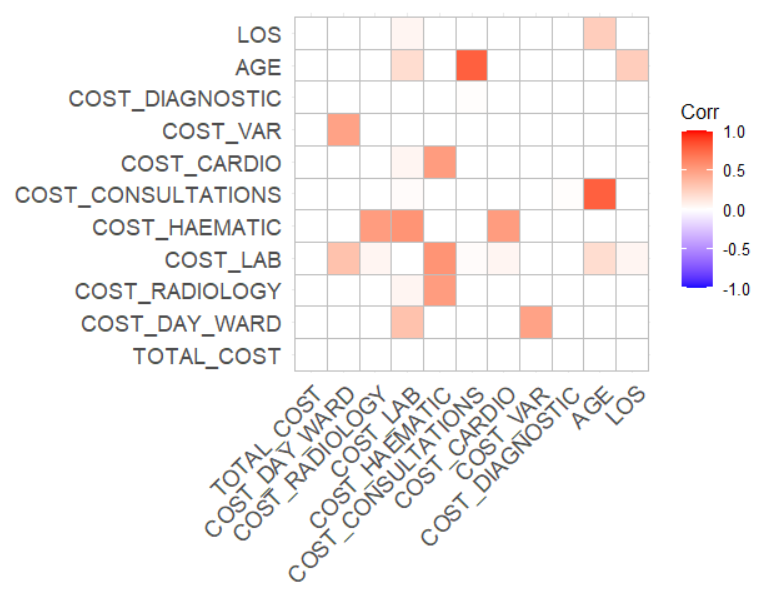 LOS
AGE
COST_DIAGNOSTIC
COST_VAR
COST_CARDIO
COST_CONSULTATIONS
COST_HAEMATIC
COST_LAB
COST_RADIOLOGY
COST_DAY_WARD
TOTAL_COST
TOTAL_COST
COST_DAY_WARD
COST_RADIOLOGY
COST_LAB
COST_HAEMATIC
COST_CONSULTATIONS
COST_CARDIO
COST_VAR
COST_DIAGNOSTIC
AGE
LOS
Corr
1.0
0.5
0.0
-0.5
-1.0